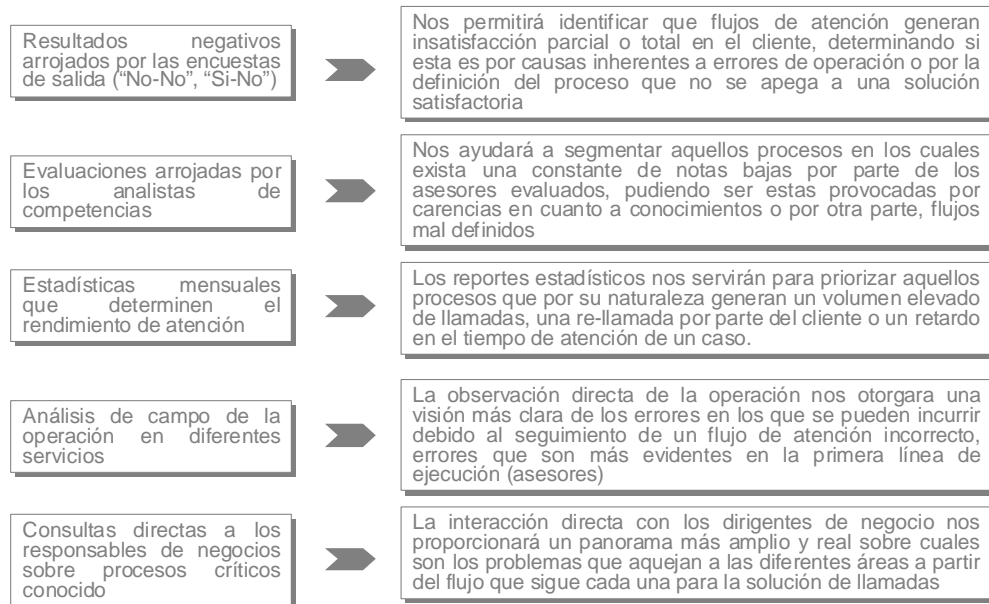 Resultados negativos
arrojados por las encuestas
de salida (“No-No”, “Si-No”)
Nos permitirá identificar que flujos de atención generan
insatisfacción parcial o total en el cliente, determinando si
esta es por causas inherentes a errores de operación o por la
definición del proceso que no se apega a una solución
satisfactoria
Evaluaciones arrojadas por
los analistas de
competencias
Nos ayudará a segmentar aquellos procesos en los cuales
exista una constante de notas bajas por parte de los
asesores evaluados, pudiendo ser estas provocadas por
carencias en cuanto a conocimientos o por otra parte, flujos
mal definidos
Estadísticas mensuales
que determinen el
rendimiento de atención
Los reportes estadísticos nos servirán para priorizar aquellos
procesos que por su naturaleza generan un volumen elevado
de llamadas, una re-llamada por parte del cliente o un retardo
en el tiempo de atención de un caso.
Análisis de campo de la
operación en diferentes
servicios
La observación directa de la operación nos otorgara una
visión más clara de los errores en los que se pueden incurrir
debido al seguimiento de un flujo de atención incorrecto,
errores que son más evidentes en la primera línea de
ejecución (asesores)
Consultas directas a los
responsables de negocios
sobre procesos críticos
conocido
La interacción directa con los dirigentes de negocio nos
proporcionará un panorama más amplio y real sobre cuales
son los problemas que aquejan a las diferentes áreas a partir
del flujo que sigue cada una para la solución de llamadas